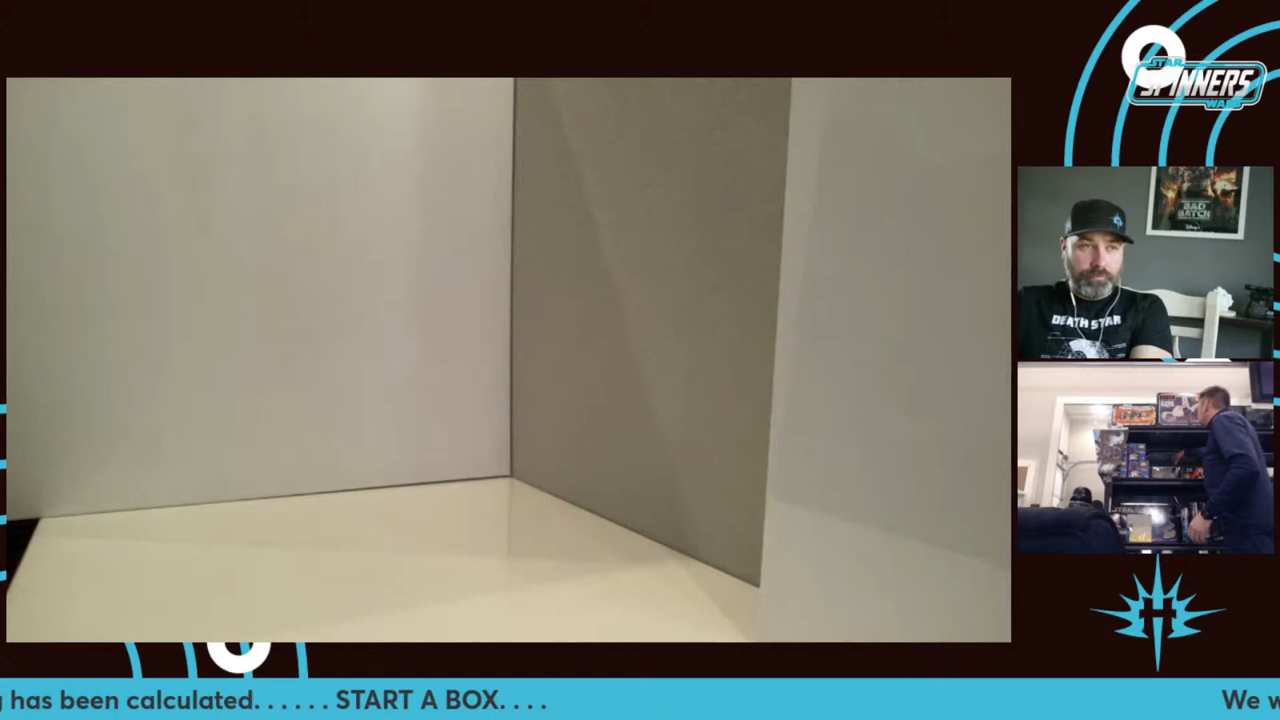 STAR
SPINNERS
WARS
BAD
BATCH
DEATH STAR
g has been calculated. . . . . . START A BOX. . . . We w